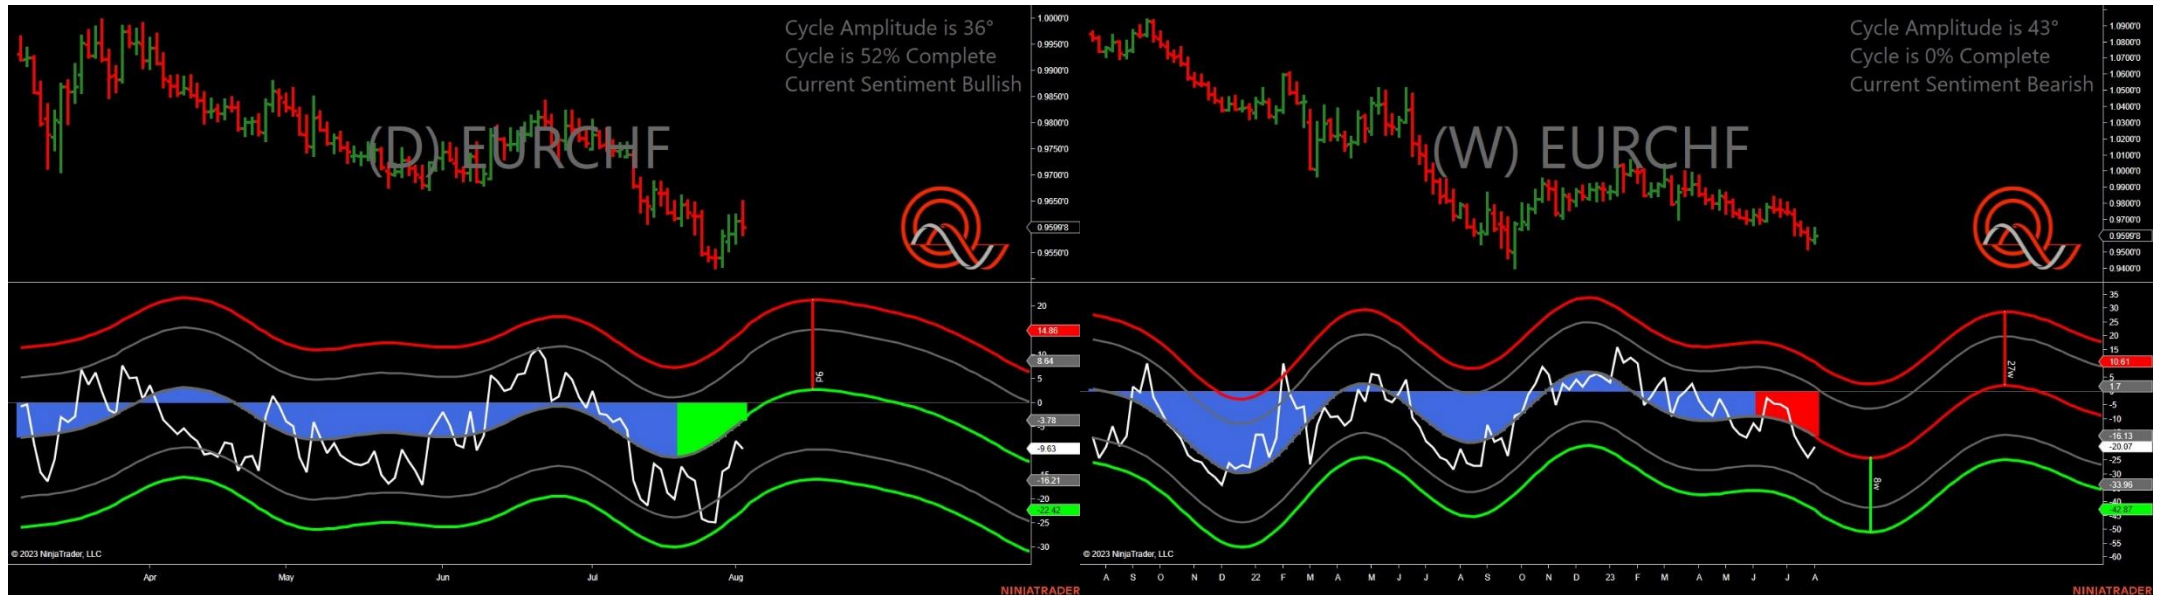 Cycle Amplitude is 36°
Cycle is 52% Complete
Current Sentiment Bullish
(D) EURCHF
1.0000'0
0.9950'0
0.9900'0
0.9850'0
0.9800'0
0.9750'0
0.9700'0
0.9650'0
0.9599'8
0.9550'0
20
14.86
10
8.64
5
0
-3.78
-5
-9.63
-15
-16.21
-20
-22.42
-25
-30
© 2023 NinjaTrader, LLC
Apr
May
Jun
Jul
Aug
NINJATRADER
Cycle Amplitude is 43°
Cycle is 0% Complete
Current Sentiment Bearish
(W) EURCHF
1.0900'0
1.0800'0
1.0700'0
1.0600'0
1.0500'0
1.0400'0
1.0300'0
1.0200'0
1.0100'0
1.0000'0
0.9900'0
0.9800'0
0.9700'0
0.9599'8
0.9500'0
0.9400'0
35
30
25
20
15
10.61
5
1.7
-5
-16.13
-20.07
-25
-33.96
-40
-42.87
-50
-55
-60
27w
8w
© 2023 NinjaTrader, LLC
A
S
O
N
D
22
F
M
A
M
J
J
A
S
O
N
D
23
F
M
A
M
J
J
A
NINJATRADER